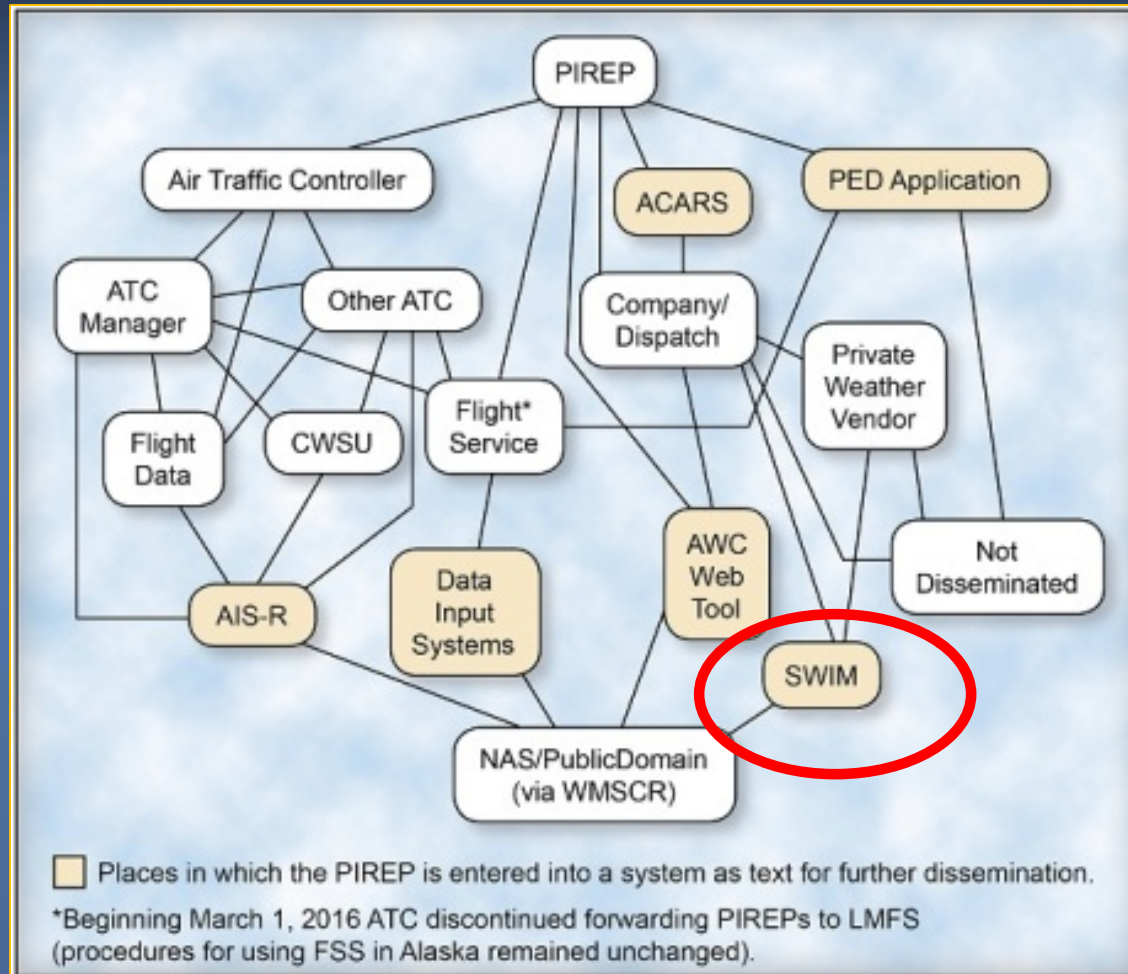 PIREP
Air Traffic Controller
ACARS
PED Application
ATC
Manager
Other ATC
Company/
Dispatch
Private
Weather
Vendor
Flight
Data
CWSU
Flight*
Service
AIS-R
Data
Input
Systems
AWC
Web
Tool
Not
Disseminated
SWIM
NAS/PublicDomain
(via WMSCR)
Places in which the PIREP is entered into a system as text for further dissemination.
*Beginning March 1, 2016 ATC discontinued forwarding PIREPs to LMFS
(procedures for using FSS in Alaska remained unchanged).